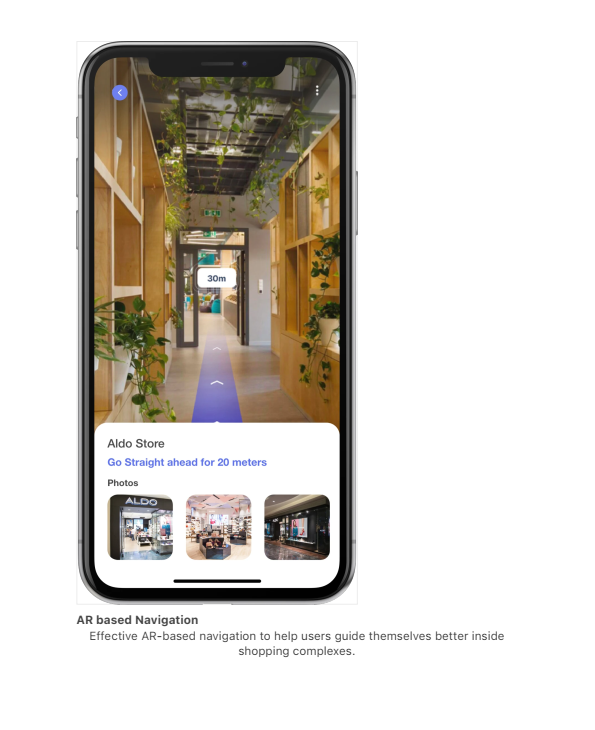 30m
Aldo Store
Go Straight ahead for 20 meters
Photos
ALDO
AR based Navigation
Effective AR-based navigation to help users guide themselves better inside
shopping complexes.